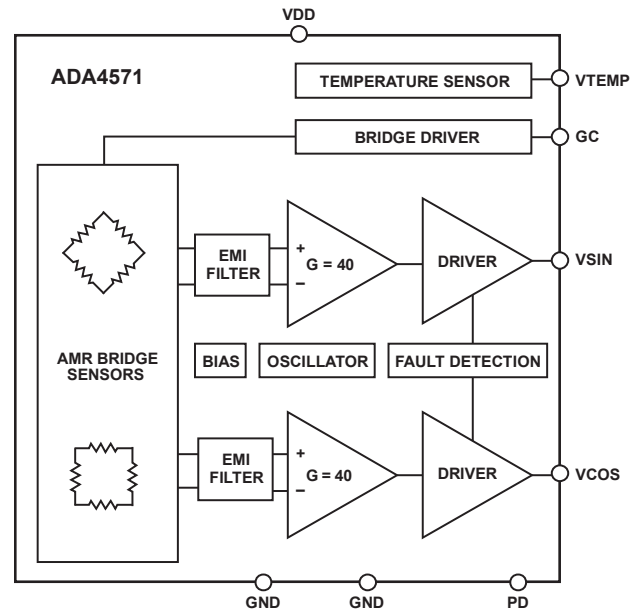 VDD
ADA4571
TEMPERATURE SENSOR
VTEMP
BRIDGE DRIVER
GC
EMI
FILTER
+
–
G = 40
DRIVER
VSIN
AMR BRIDGE
SENSORS
BIAS
OSCILLATOR
FAULT DETECTION
EMI
FILTER
+
–
G = 40
DRIVER
VCOS
GND
GND
PD